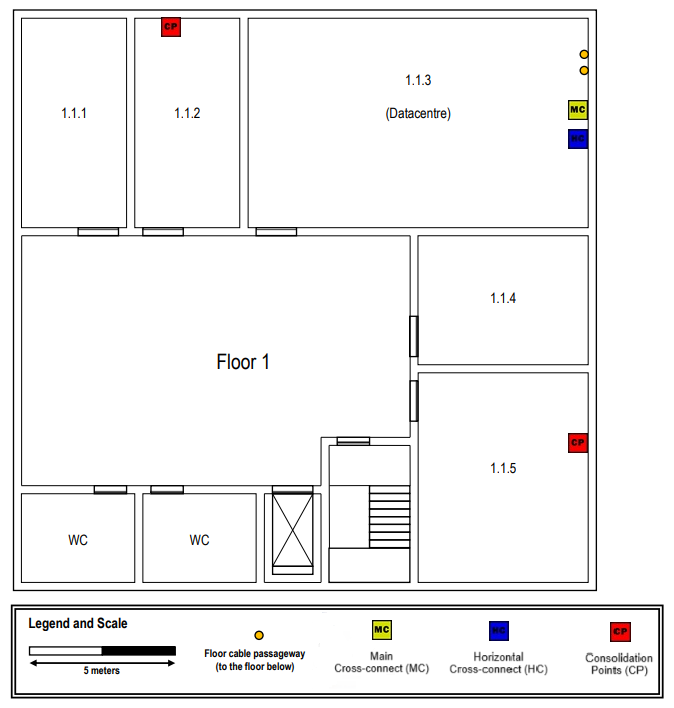 CP
1.1.1
1.1.2
1.1.3
(Datacentre)
MC
HC
1.1.4
Floor 1
CP
1.1.5
WC
WC
Legend and Scale
5 meters
Floor cable passageway
(to the floor below)
MC
Main
Cross-connect (MC)
HC
Horizontal
Cross-connect (HC)
CP
Consolidation
Points (CP)